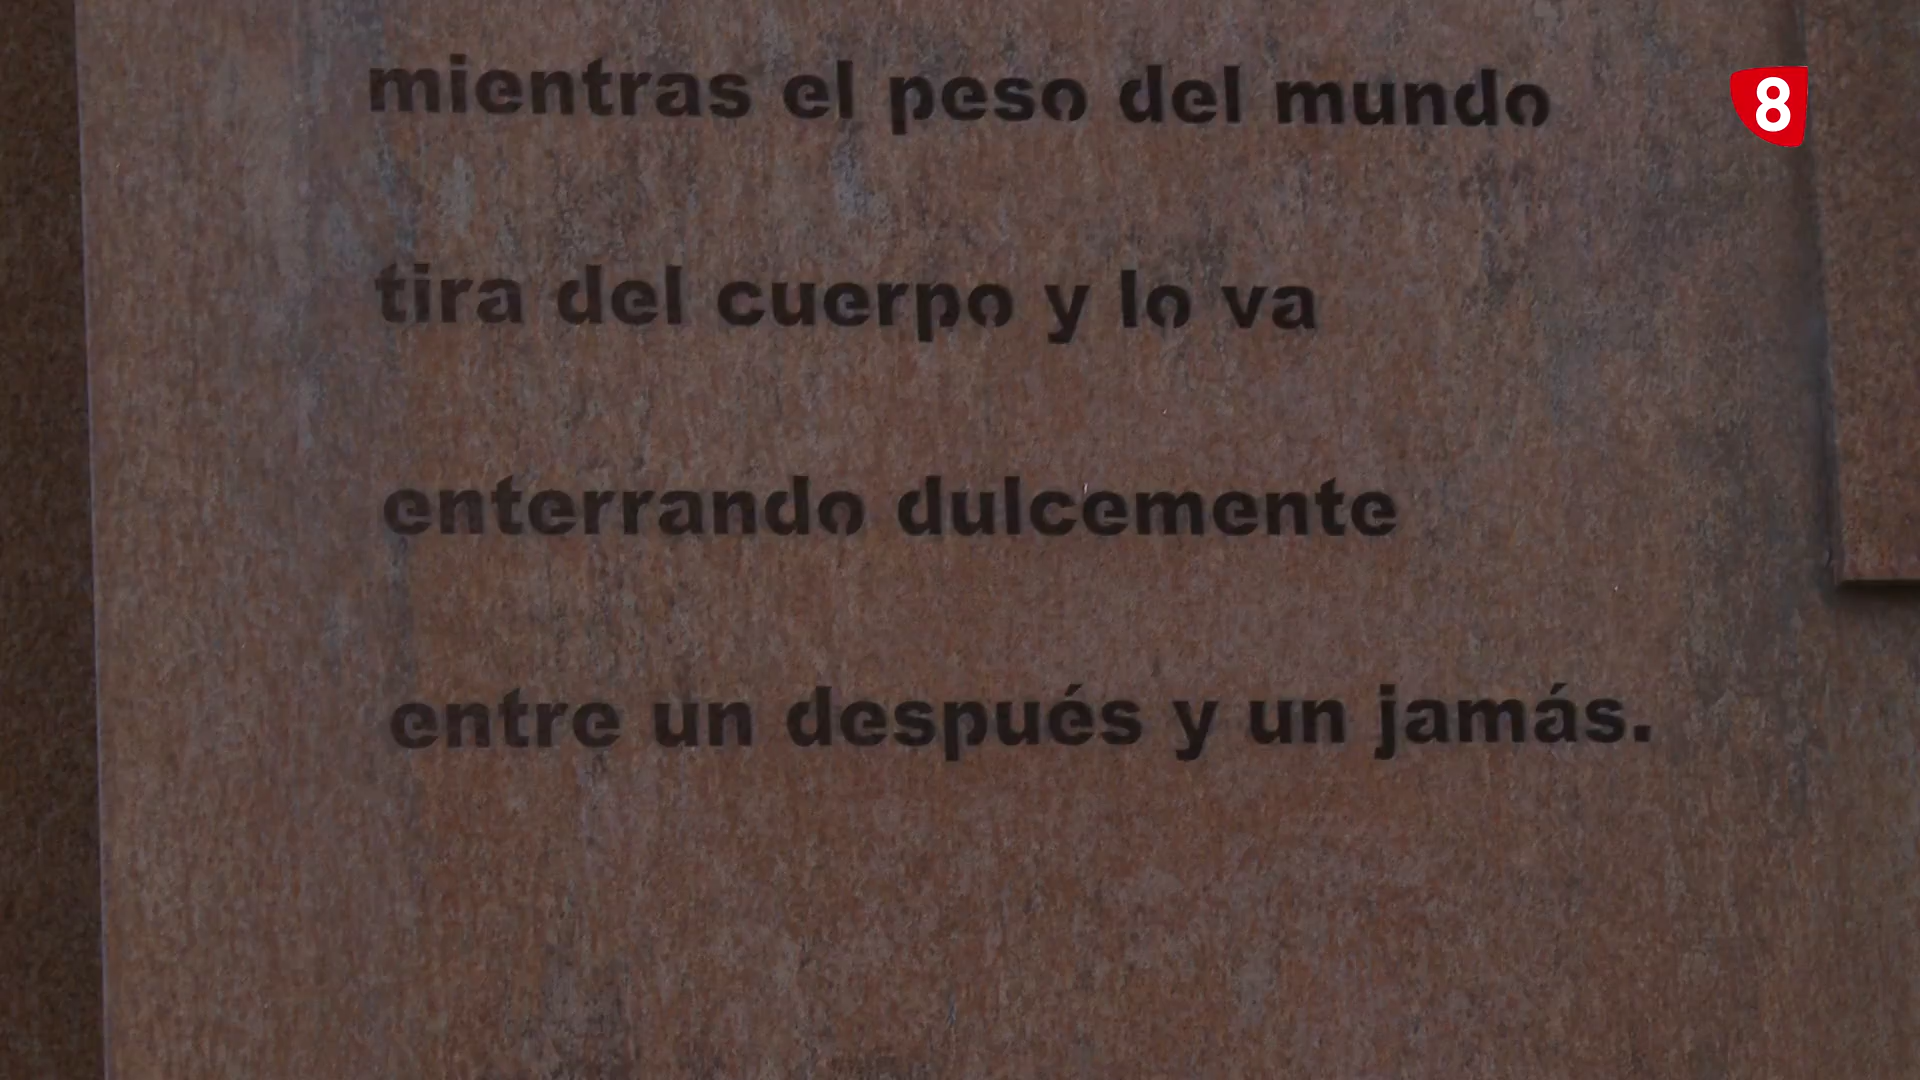 mientras el peso del mundo
8
tira del cuerpo y lo va
enterrando dulcemente
entre un después y un jamás.